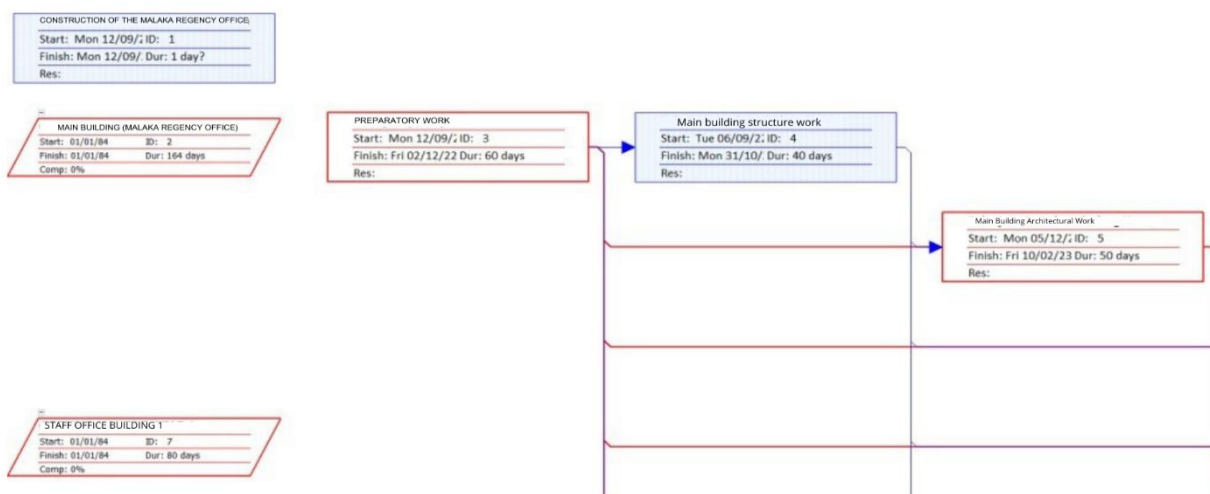 CONSTRUCTION OF THE MALAKA REGENCY OFFICE
Start: Mon 12/09/2 ID: 1
Finish: Mon 12/09/ Dur: 1 day?
Res:
MAIN BUILDING (MALAKA REGENCY OFFICE)
Start: 01/01/84 ID: 2
Finish: 01/01/84 Dur: 164 days
Comp: 0%
PREPARATORY WORK
Start: Mon 12/09/2 ID: 3
Finish: Fri 02/12/22 Dur: 60 days
Res:
Main building structure work
Start: Tue 06/09/22 ID: 4
Finish: Mon 31/10/ Dur: 40 days
Res:
Main Building Architectural Work
Start: Mon 05/12/2 ID: 5
Finish: Fri 10/02/23 Dur: 50 days
Res:
STAFF OFFICE BUILDING 1
Start: 01/01/84 ID: 7
Finish: 01/01/84 Dur: 80 days
Comp: 0%